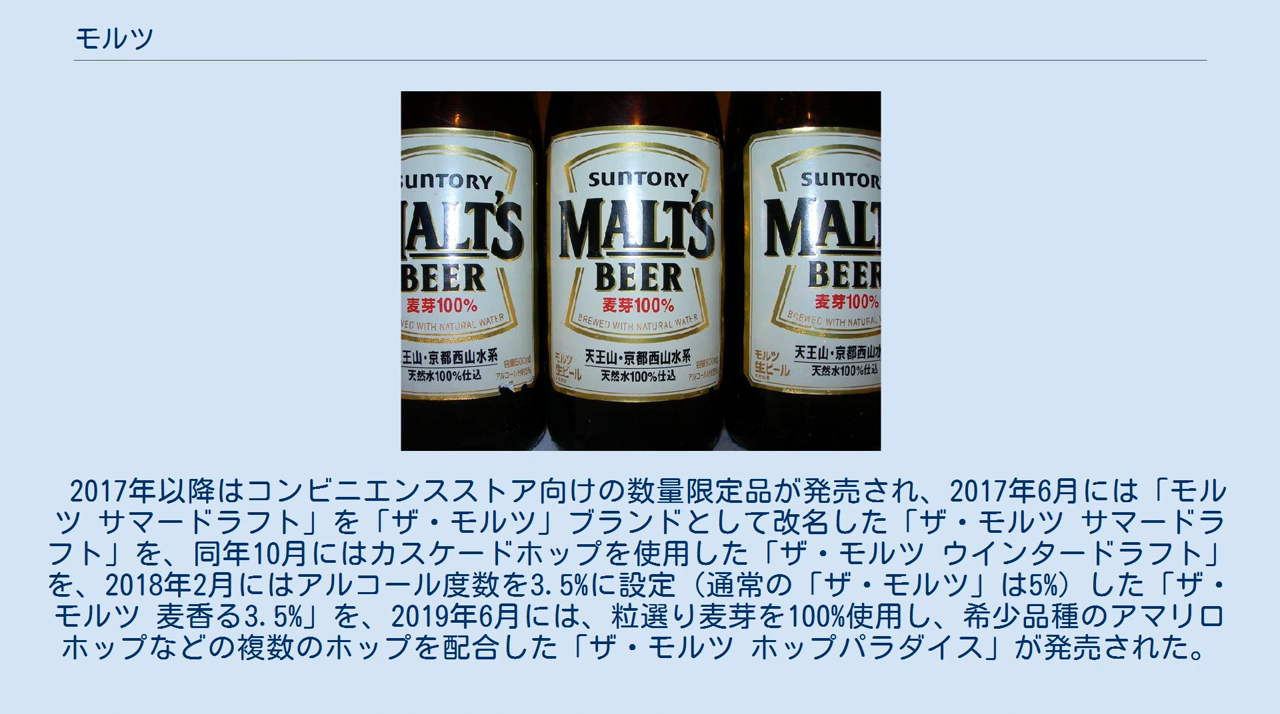 モルツ
SUNTORY
MALT'S
BEER
麦芽100%
BREWED WITH NATURAL WATER
天王山・京都西山水系
天然水100%仕込
モルツ
生ビール
SUNTORY
MALT'S
BEER
麦芽100%
BREWED WITH NATURAL WATER
天王山・京都西山水系
天然水100%仕込
モルツ
生ビール
容量500ml
SUNTOR
MALT
BEER
麦芽100%
BREWED WITH NATURAL
天王山・京都西山水
天然水100%仕込
2017年以降はコンビニエンスストア向けの数量限定品が発売され、2017年6月には「モル
ツ サマードラフト」を「ザ・モルツ」ブランドとして改名した「ザ・モルツ サマードラ
フト」を、同年10月にはカスケードホップを使用した「ザ・モルツ ウインタードラフト」
を、2018年2月にはアルコール度数を3.5%に設定（通常の「ザ・モルツ」は5%）した「ザ・
モルツ 麦香る3.5%」を、2019年6月には、粒選り麦芽を100%使用し、希少品種のアマリロ
ホップなどの複数のホップを配合した「ザ・モルツ ホップパラダイス」が発売された。